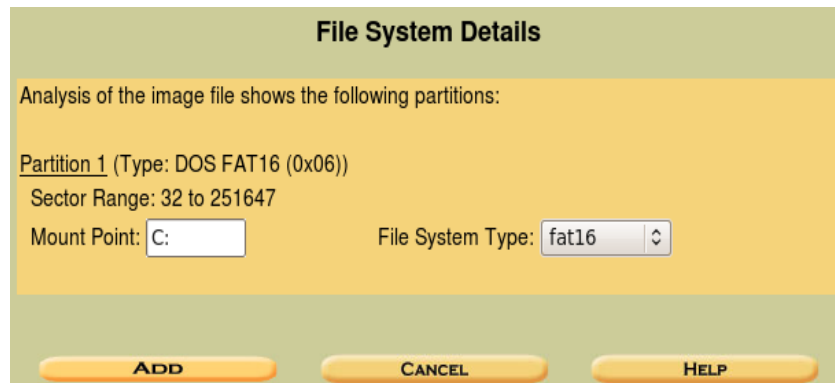 File System Details
Analysis of the image file shows the following partitions:
Partition 1 (Type: DOS FAT16 (0x06))
Sector Range: 32 to 251647
Mount Point: C: File System Type: fat16
ADD CANCEL HELP